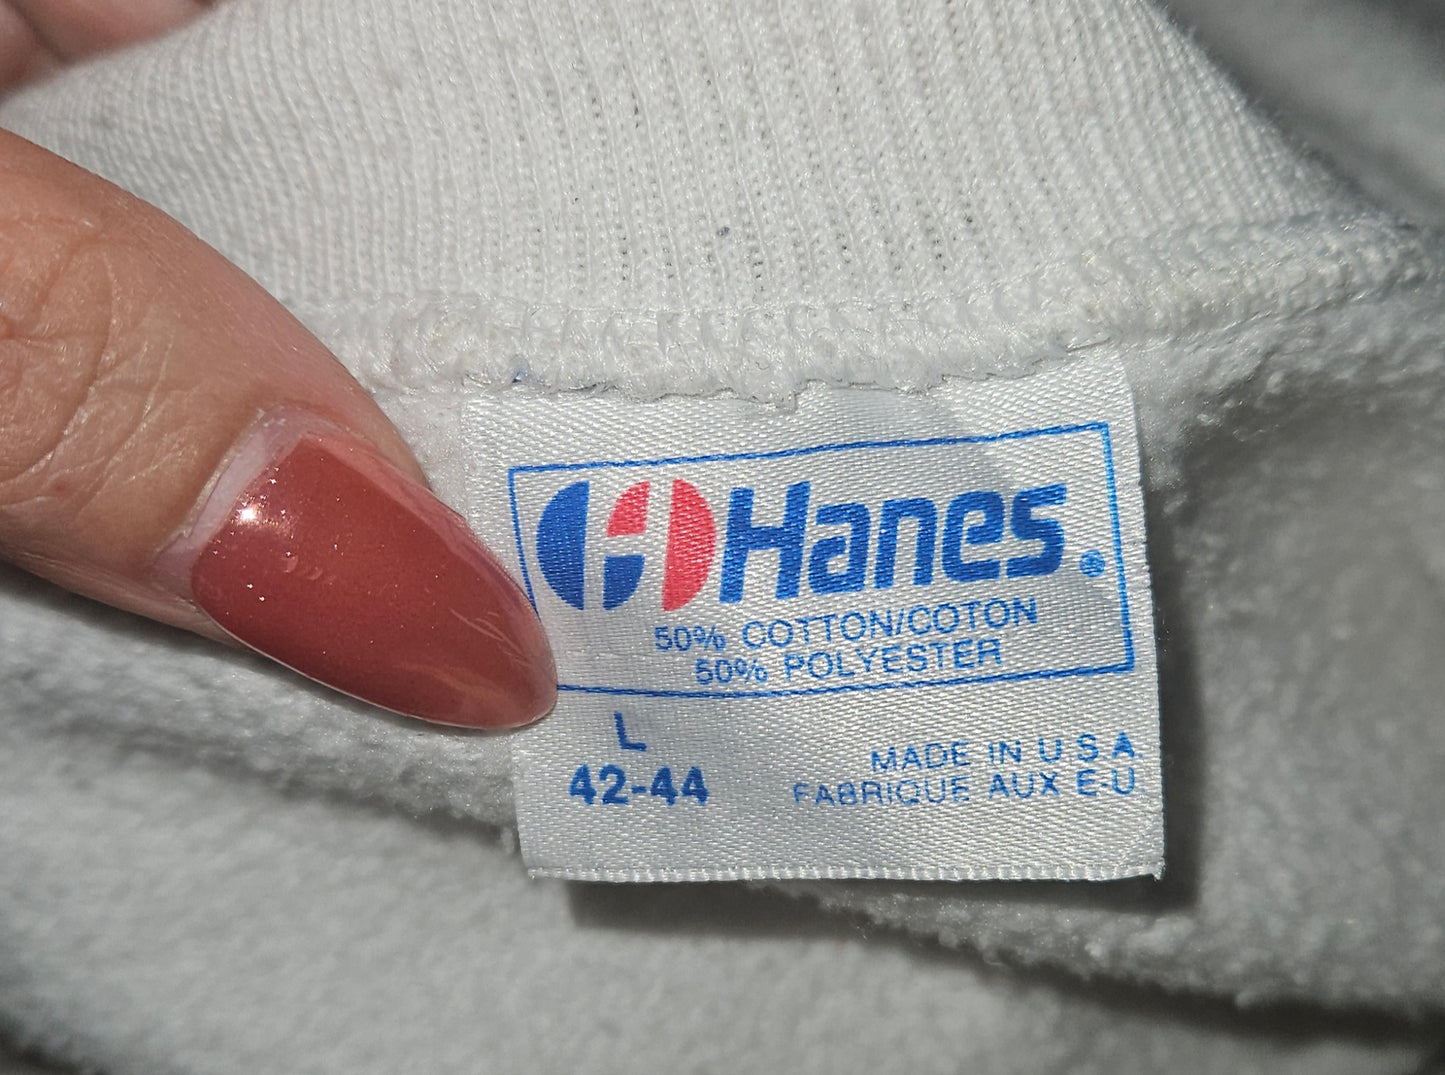 Hanes.
50% COTTON/COTON
50% POLYESTER
L
42-44
MADE IN U S A.
FABRIQUE AUX E-U